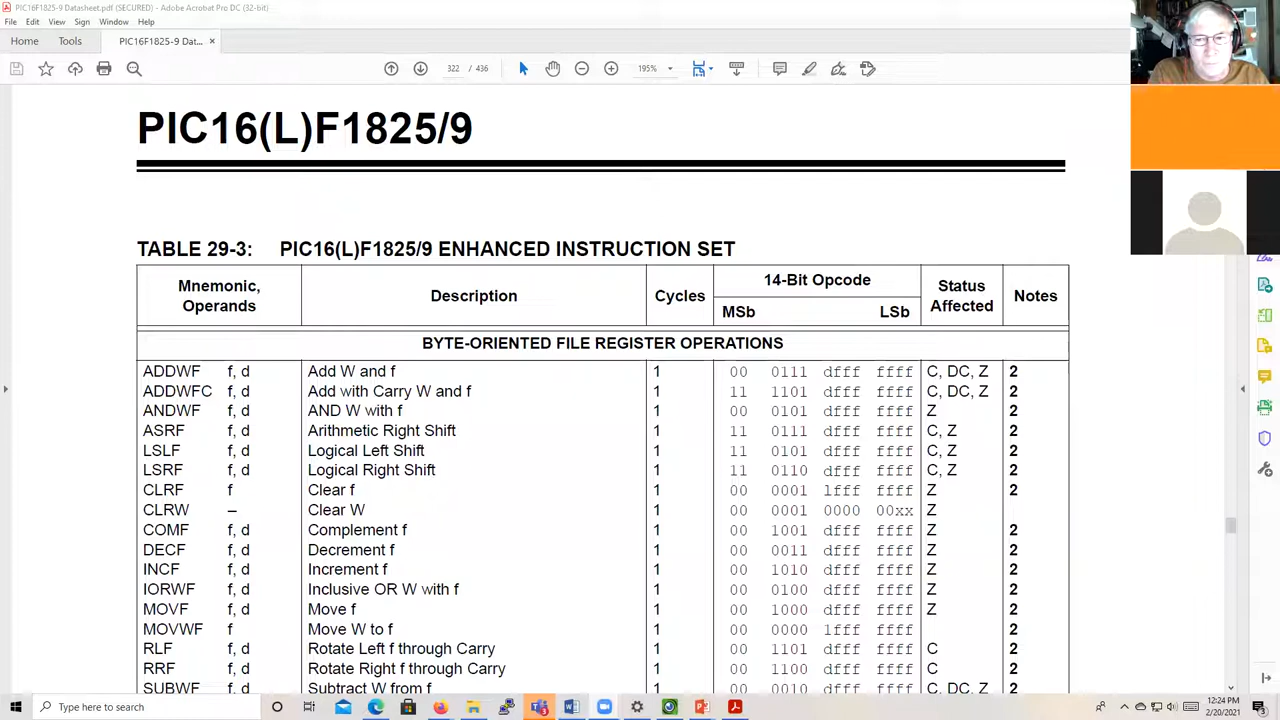 PIC16F1825-9 Datasheet.pdf (SECURED) - Adobe Acrobat Pro DC (32-bit)
File Edit View Sign Window Help
Home Tools PIC16F1825-9 Dat... ×
322 / 436 195%
PIC16(L)F1825/9
TABLE 29-3: PIC16(L)F1825/9 ENHANCED INSTRUCTION SET
Mnemonic, Operands Description Cycles 14-Bit Opcode MSb LSb Status Affected Notes
BYTE-ORIENTED FILE REGISTER OPERATIONS
ADDWF f, d Add W and f 1 00 0111 dfff ffff C, DC, Z 2
ADDWFC f, d Add with Carry W and f 1 11 1101 dfff ffff C, DC, Z 2
ANDWF f, d AND W with f 1 00 0101 dfff ffff Z 2
ASRF f, d Arithmetic Right Shift 1 11 0111 dfff ffff C, Z 2
LSLF f, d Logical Left Shift 1 11 0101 dfff ffff C, Z 2
LSRF f, d Logical Right Shift 1 11 0110 dfff ffff C, Z 2
CLRF f Clear f 1 00 0001 lfff ffff Z 2
CLRW – Clear W 1 00 0001 0000 00xx Z
COMF f, d Complement f 1 00 1001 dfff ffff Z 2
DECF f, d Decrement f 1 00 0011 dfff ffff Z 2
INCF f, d Increment f 1 00 1010 dfff ffff Z 2
IORWF f, d Inclusive OR W with f 1 00 0100 dfff ffff Z 2
MOVF f, d Move f 1 00 1000 dfff ffff Z 2
MOVWF f Move W to f 1 00 0000 1fff ffff 2
RLF f, d Rotate Left f through Carry 1 00 1101 dfff ffff C 2
RRF f, d Rotate Right f through Carry 1 00 1100 dfff ffff C 2
SUBWF f, d Subtract W from f 1 00 0010 dfff ffff C, DC, Z 2
Type here to search
12:24 PM
2/20/2021